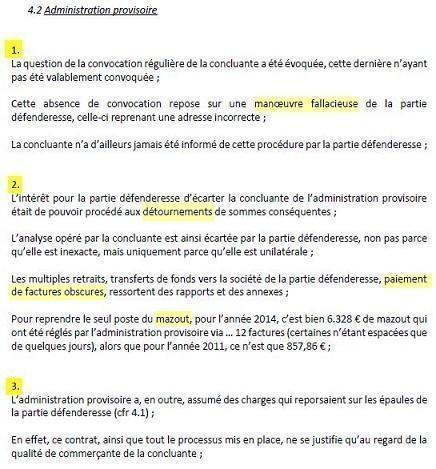 4.2 Administration provisoire
1.
La question de la convocation régulière de la concluante a été évoquée, cette dernière n'ayant
pas été valablement convoquée ;
Cette absence de convocation repose sur une manœuvre fallacieuse de la partie
défenderesse, celle-ci reprenant une adresse incorrecte ;
La concluante n'a d'ailleurs jamais été informé de cette procédure par la partie défenderesse ;
2.
L'intérêt pour la partie défenderesse d'écarter la concluante de l'administration provisoire
était de pouvoir procédé aux détournements de sommes conséquentes ;
L'analyse opéré par la concluante est ainsi écartée par la partie défenderesse, non pas parce
qu'elle est inexacte, mais uniquement parce qu'elle est unilatérale ;
Les multiples retraits, transferts de fonds vers la société de la partie défenderesse, paiement
de factures obscures, ressortent des rapports et des annexes ;
Pour reprendre le seul poste du mazout, pour l'année 2014, c'est bien 6.328 € de mazout qui
ont été réglés par l'administration provisoire via ... 12 factures (certaines n'étant espacées que
de quelques jours), alors que pour l'année 2011, ce n'est que 857,86 € ;
3.
L'administration provisoire a, en outre, assumé des charges qui reporsaient sur les épaules de
la partie défenderesse (cfr 4.1) ;
En effet, ce contrat, ainsi que tout le processus mis en place, ne se justifie qu'au regard de la
qualité de commerçante de la concluante ;